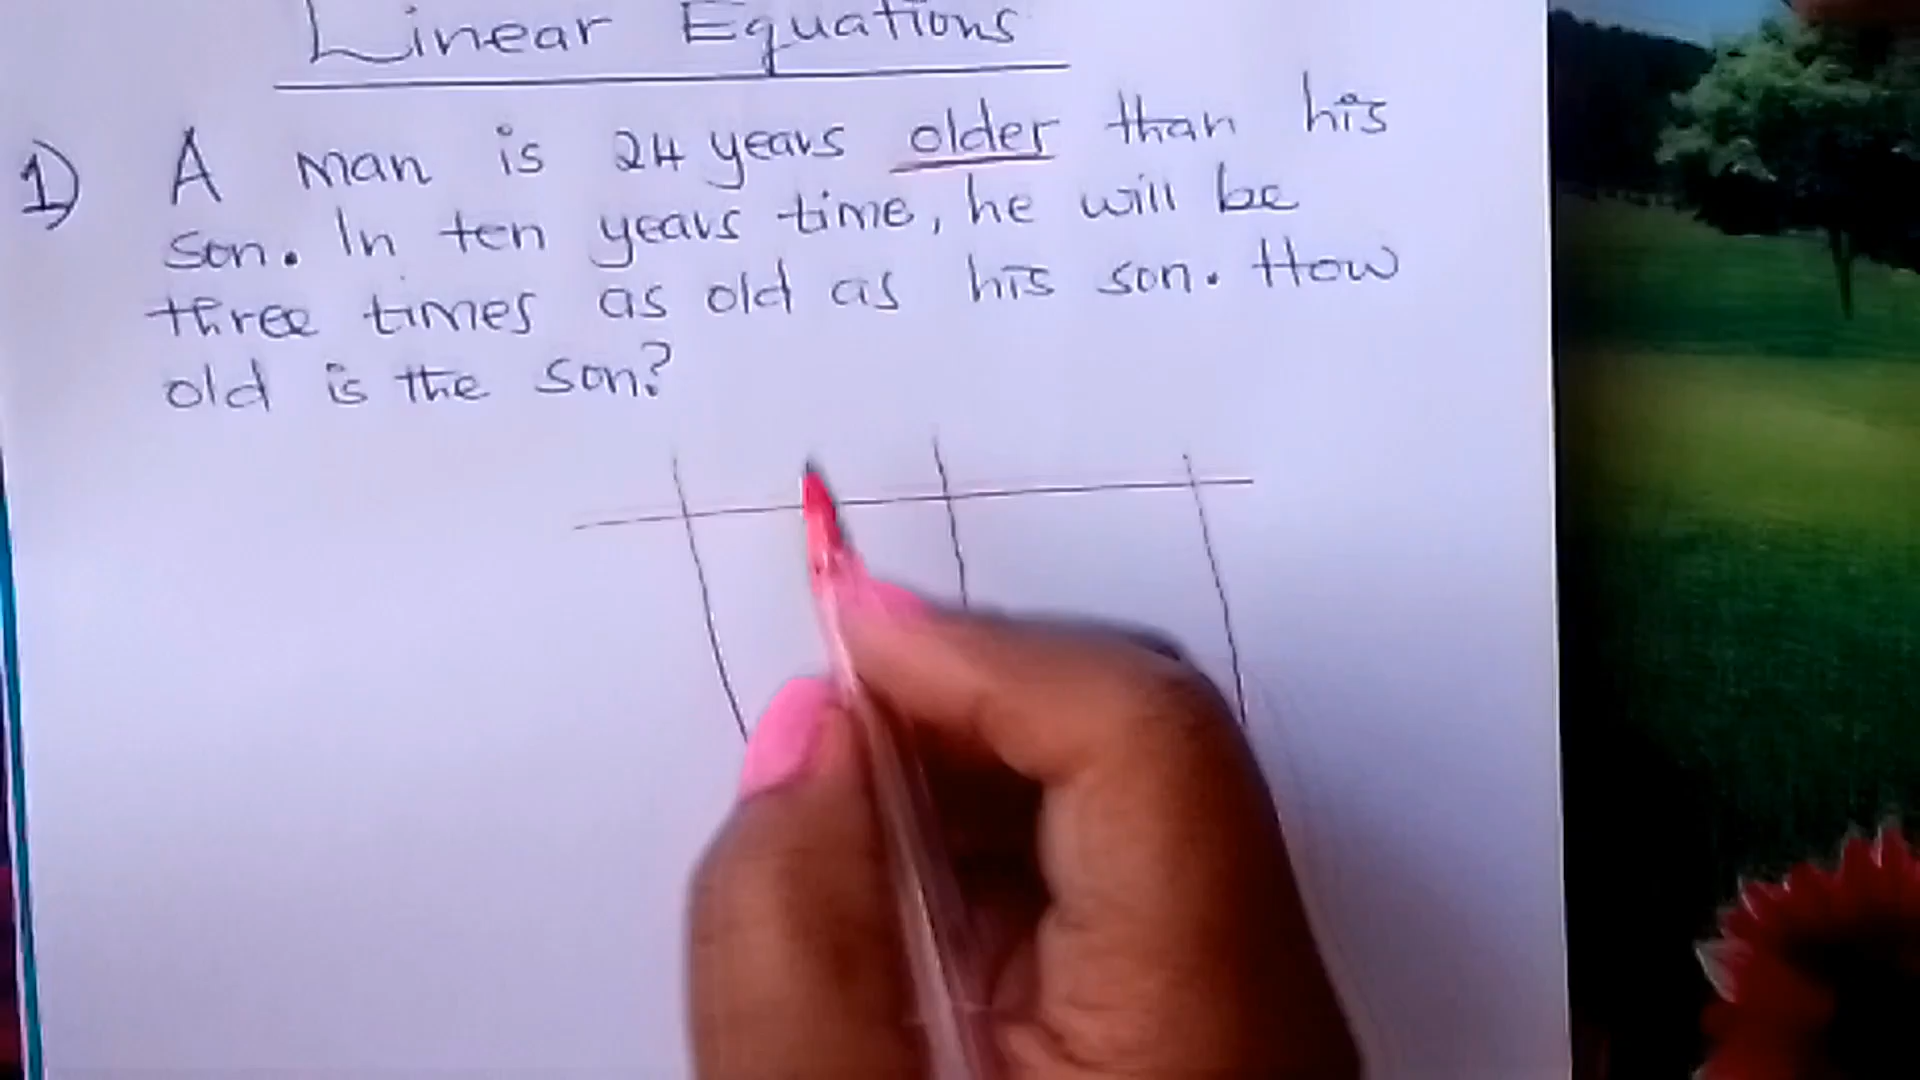 Linear Equations
1) A man is 24 years older than his
son. In ten years time, he will be
three times as old as his son. How
old is the son?